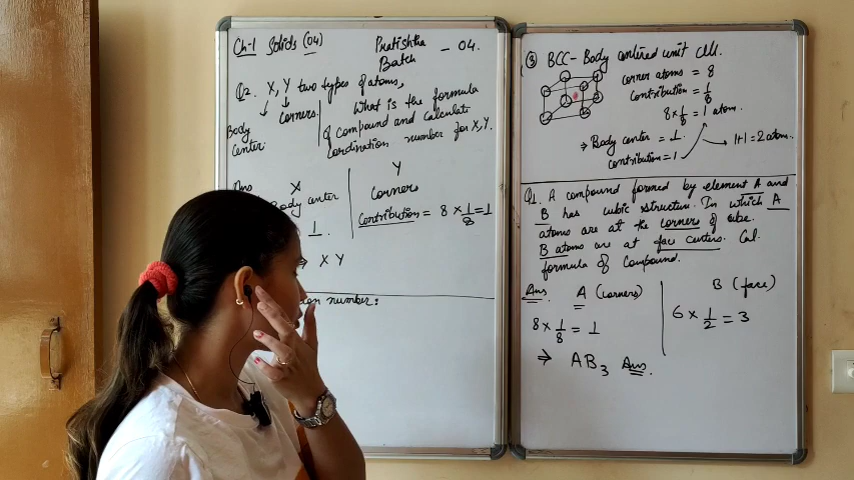 Ch-1 Solids (04)
Pratishtha
Batch
- 04.
Q2. X, Y two types of atoms,
Body
center
corners.
What is the formula
of compound and calculate
cordination number for X, Y.
Ans
X
Body center
1.
⇒ X Y
Y
Corners
Contribution = 8 × 1/8 = 1
on number:
③ BCC - Body centered unit cell.
corner atoms = 8
contribution = 1/8
8 × 1/8 = 1 atom.
⇒ Body center = 1.
contribution = 1
1+1 = 2 atom.
Q1. A compound formed by element A and
B has cubic structure. In which A
atoms are at the corners of cube.
B atoms are at face centers. Cal.
formula of compound.
Ans.
A (corners)
8 × 1/8 = 1
B (face)
6 × 1/2 = 3
⇒ AB3 Ans.